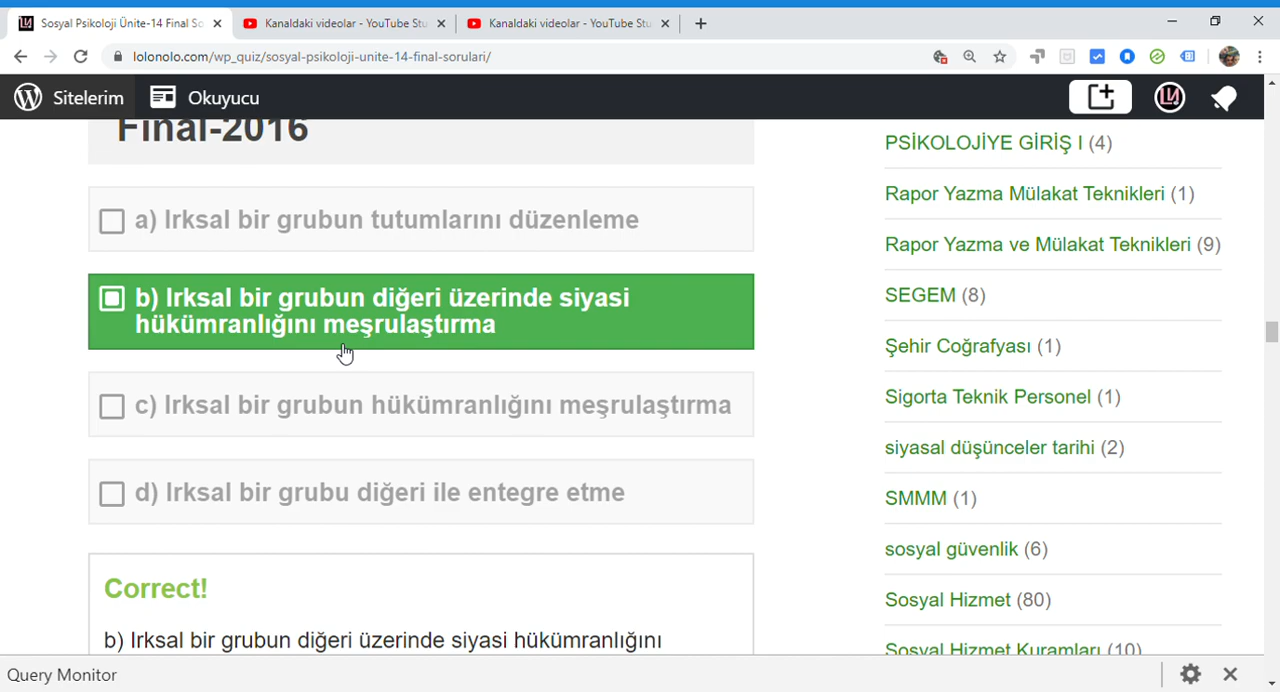 Sosyal Psikoloji Ünite-14 Final So
Kanaldaki videolar - YouTube Stu
Kanaldaki videolar - YouTube Stu
lolonolo.com/wp_quiz/sosyal-psikoloji-unite-14-final-sorulari/
Sitelerim
Okuyucu
Final-2016
a) Irksal bir grubun tutumlarını düzenleme
b) Irksal bir grubun diğeri üzerinde siyasi
hükümranlığını meşrulaştırma
c) Irksal bir grubun hükümranlığını meşrulaştırma
d) Irksal bir grubu diğeri ile entegre etme
Correct!
b) Irksal bir grubun diğeri üzerinde siyasi hükümranlığını
PSİKOLOJİYE GİRİŞ I (4)
Rapor Yazma Mülakat Teknikleri (1)
Rapor Yazma ve Mülakat Teknikleri (9)
SEGEM (8)
Şehir Coğrafyası (1)
Sigorta Teknik Personel (1)
siyasal düşünceler tarihi (2)
SMMM (1)
sosyal güvenlik (6)
Sosyal Hizmet (80)
Sosyal Hizmet Kuramları (10)
Query Monitor